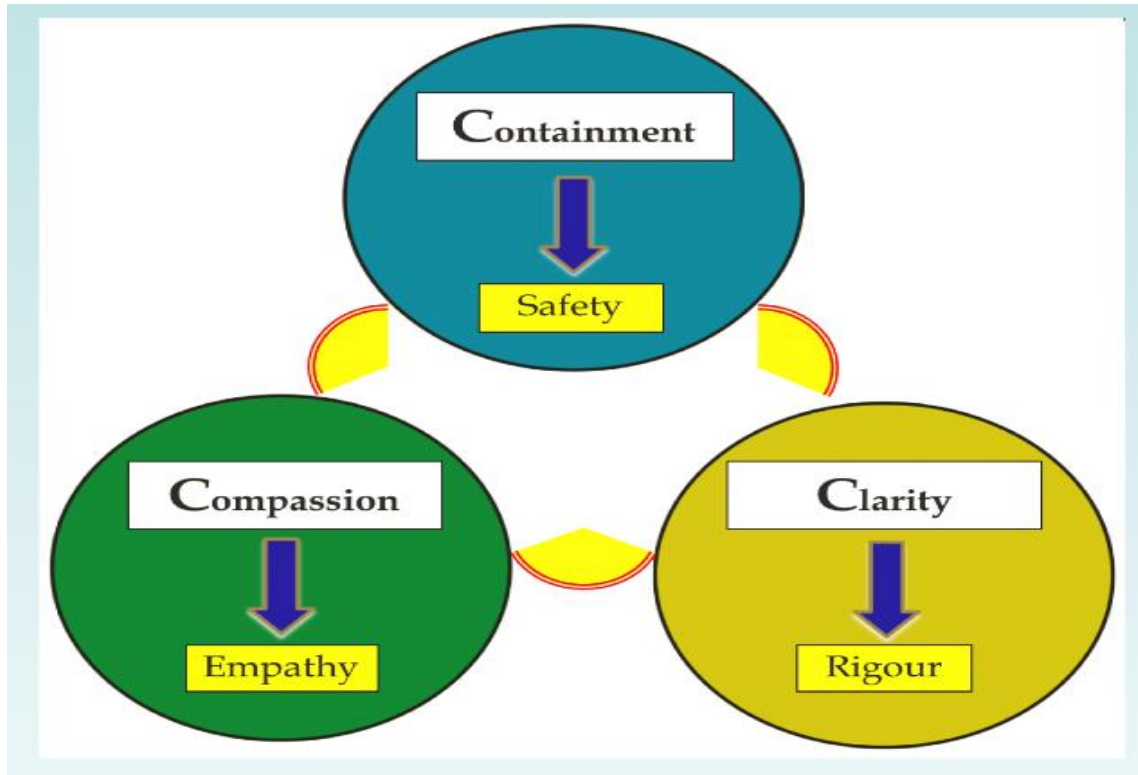 Containment
Safety
Compassion
Clarity
Empathy
Rigour